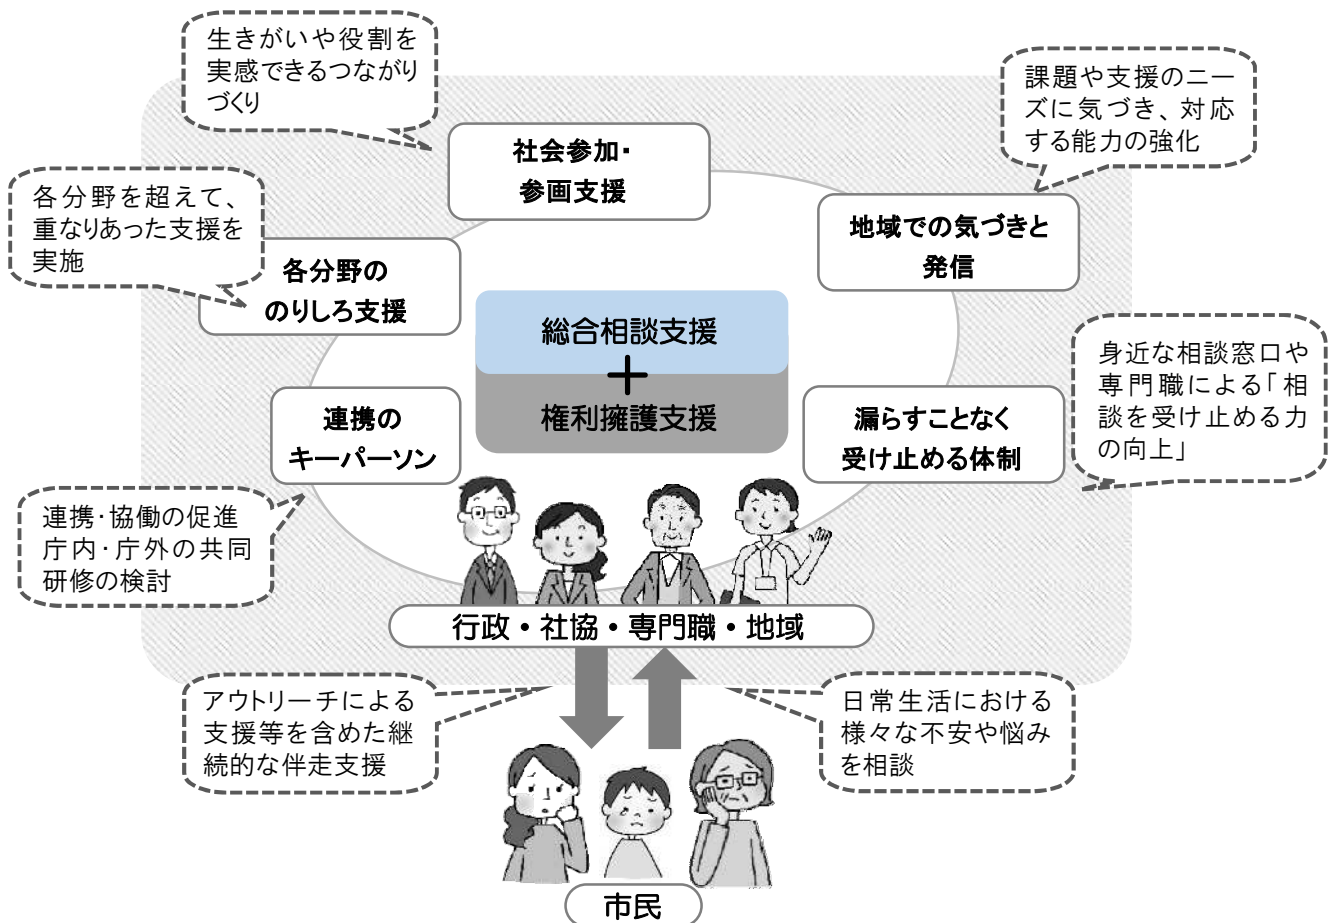 生きがいや役割を
実感できるつながり
づくり
課題や支援のニー
ズに気づき、対応
する能力の強化
社会参加・
参画支援
各分野を超えて、
重なりあった支援を
実施
地域での気づきと
発信
各分野の
のりしろ支援
総合相談支援
＋
権利擁護支援
身近な相談窓口や
専門職による「相
談を受け止める力
の向上」
連携の
キーパーソン
漏らすことなく
受け止める体制
連携・協働の促進
庁内・庁外の共同
研修の検討
行政・社協・専門職・地域
アウトリーチによる
支援等を含めた継
続的な伴走支援
日常生活における
様々な不安や悩み
を相談
市民